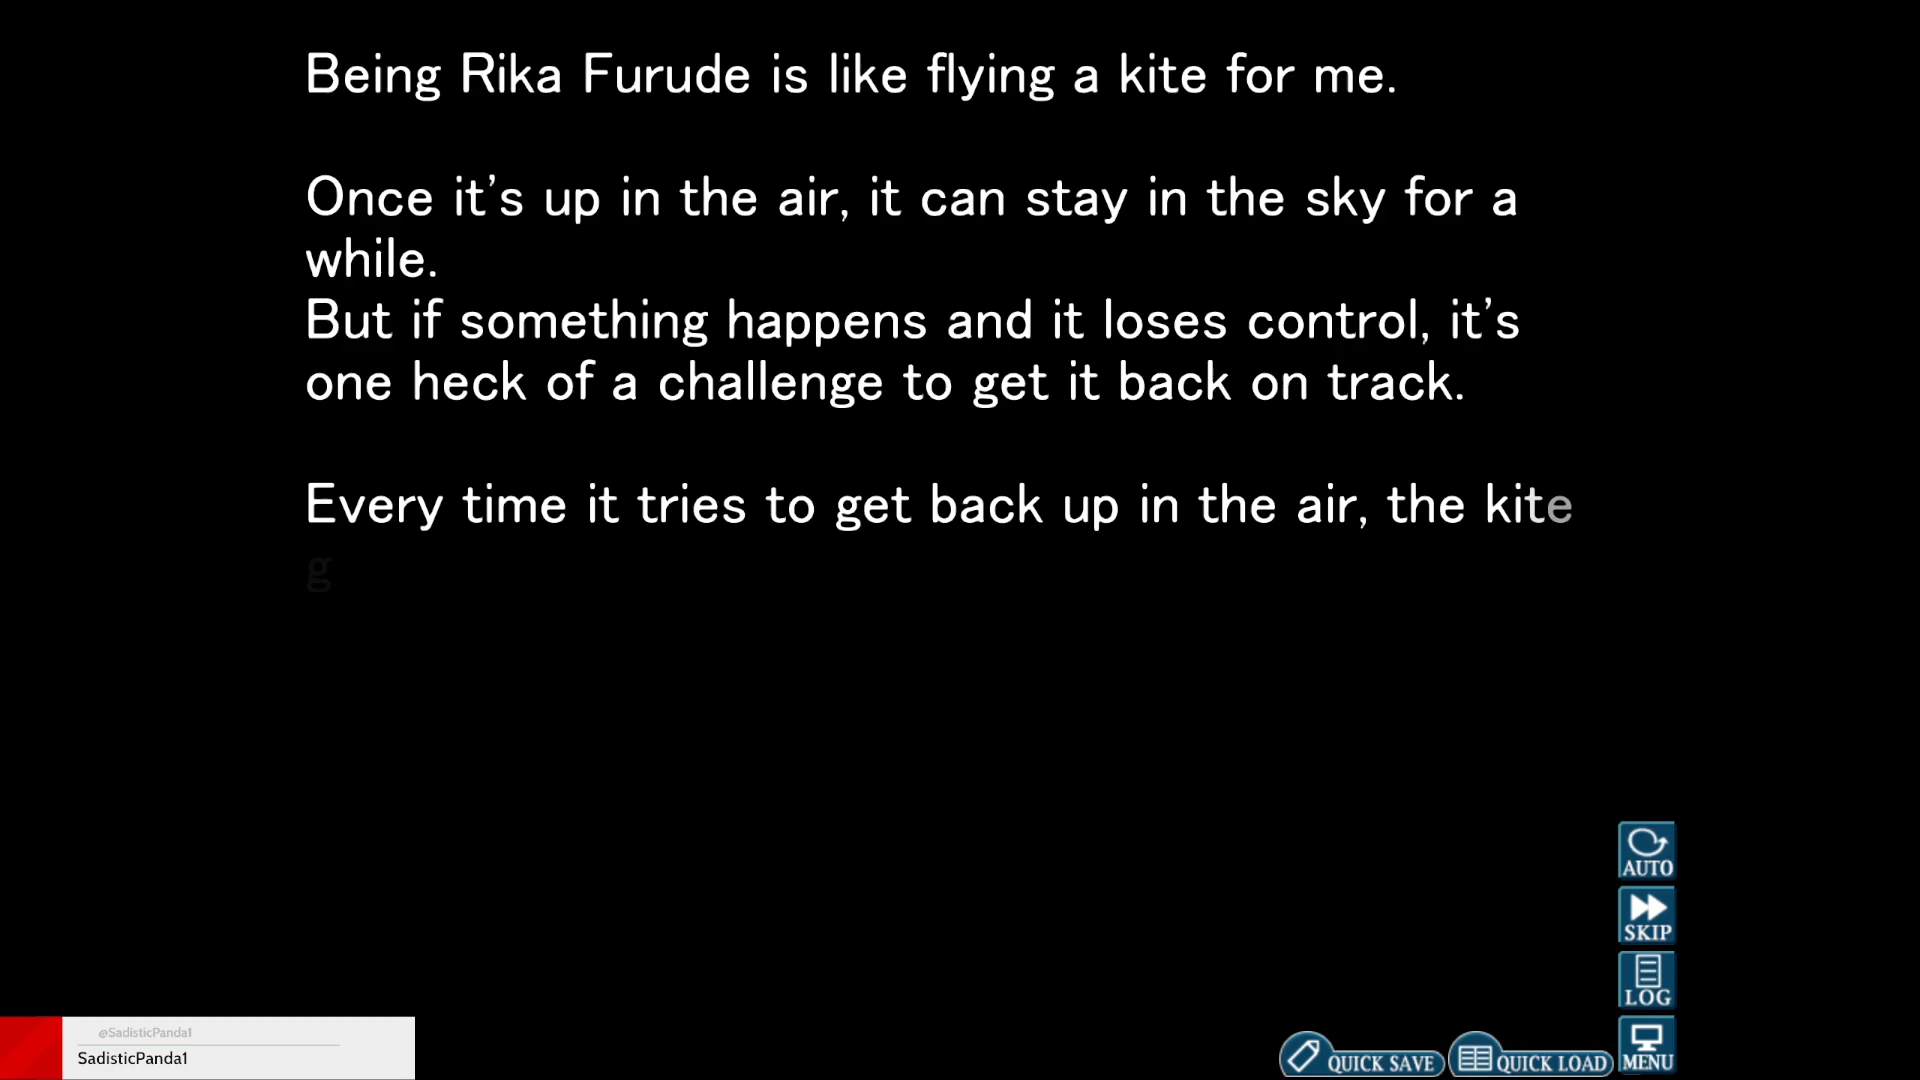 Being Rika Furude is like flying a kite for me.
Once it's up in the air, it can stay in the sky for a
while.
But if something happens and it loses control, it's
one heck of a challenge to get it back on track.
Every time it tries to get back up in the air, the kite
g
AUTO
SKIP
LOG
MENU
QUICK SAVE
QUICK LOAD
@SadisticPanda1
SadisticPanda1